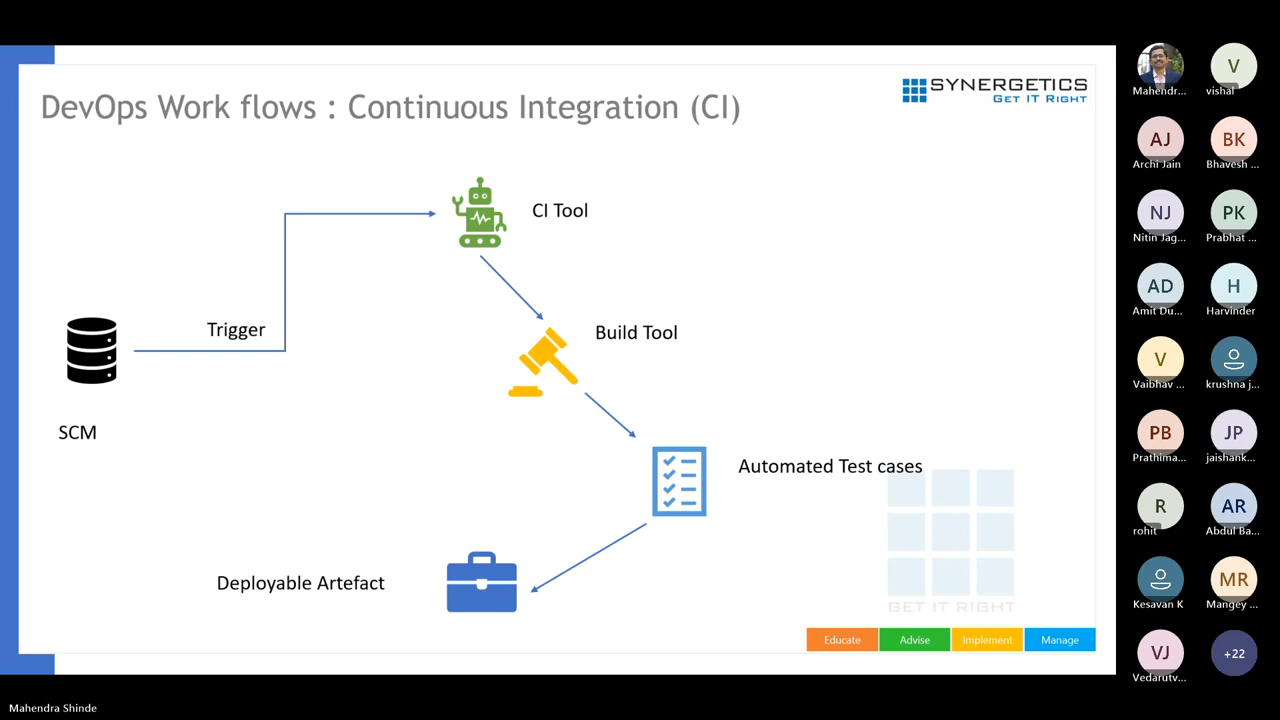 DevOps Work flows : Continuous Integration (CI)
SYNERGETICS
GET IT RIGHT
CI Tool
Trigger
Build Tool
SCM
Automated Test cases
Deployable Artefact
GET IT RIGHT
Educate
Advise
Implement
Manage
Mahendr...
V
vishal
AJ
Archi Jain
BK
Bhavesh ...
NJ
Nitin Jag...
PK
Prabhat ...
AD
Amit Du...
H
Harvinder
V
Vaibhav ...
krushna j...
PB
Prathima...
JP
jaishank...
R
rohit
AR
Abdul Ba...
Kesavan K
MR
Mangey ...
VJ
Vedarutv...
+22
Mahendra Shinde